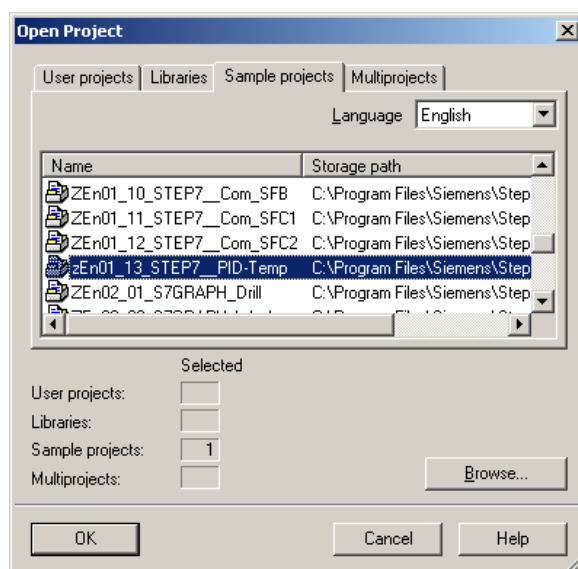 Open Project
User projects Libraries Sample projects Multiprojects
Language English
Name Storage path
ZEn01_10_STEP7__Com_SFB C:\Program Files\Siemens\Step
ZEn01_11_STEP7__Com_SFC1 C:\Program Files\Siemens\Step
ZEn01_12_STEP7__Com_SFC2 C:\Program Files\Siemens\Step
zEn01_13_STEP7__PID-Temp C:\Program Files\Siemens\Step
ZEn02_01_S7GRAPH_Drill C:\Program Files\Siemens\Step
Selected
User projects:
Libraries:
Sample projects: 1
Multiprojects:
Browse...
OK Cancel Help